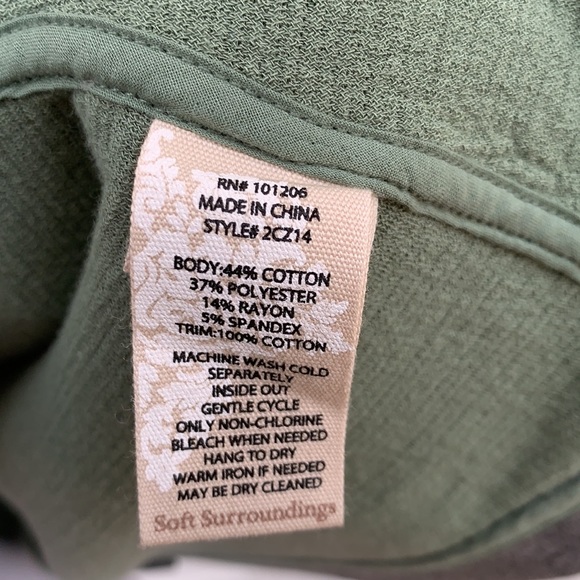 RN# 101206
MADE IN CHINA
STYLE# 2CZ14
BODY:44% COTTON
37% POLYESTER
14% RAYON
5% SPANDEX
TRIM:100% COTTON
MACHINE WASH COLD
SEPARATELY
INSIDE OUT
GENTLE CYCLE
ONLY NON-CHLORINE
BLEACH WHEN NEEDED
HANG TO DRY
WARM IRON IF NEEDED
MAY BE DRY CLEANED
Soft Surroundings